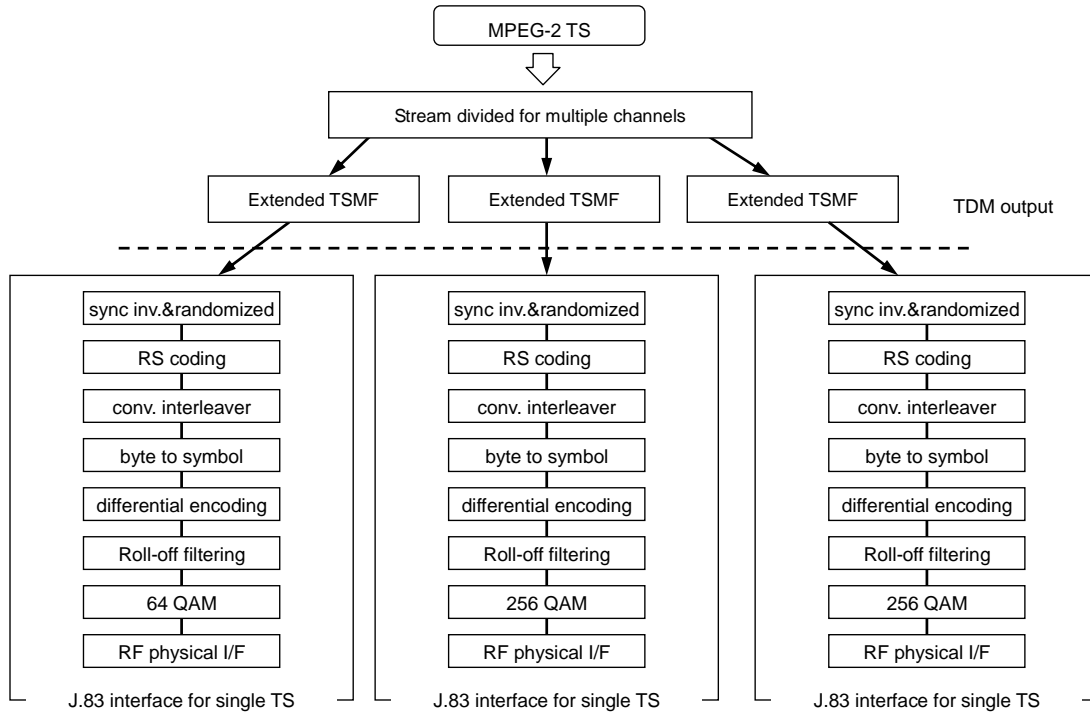 MPEG-2 TS
Stream divided for multiple channels
Extended TSMF
Extended TSMF
Extended TSMF
TDM output
sync inv.&randomized
RS coding
conv. interleaver
byte to symbol
differential encoding
Roll-off filtering
64 QAM
RF physical I/F
J.83 interface for single TS
sync inv.&randomized
RS coding
conv. interleaver
byte to symbol
differential encoding
Roll-off filtering
256 QAM
RF physical I/F
J.83 interface for single TS
sync inv.&randomized
RS coding
conv. interleaver
byte to symbol
differential encoding
Roll-off filtering
256 QAM
RF physical I/F
J.83 interface for single TS